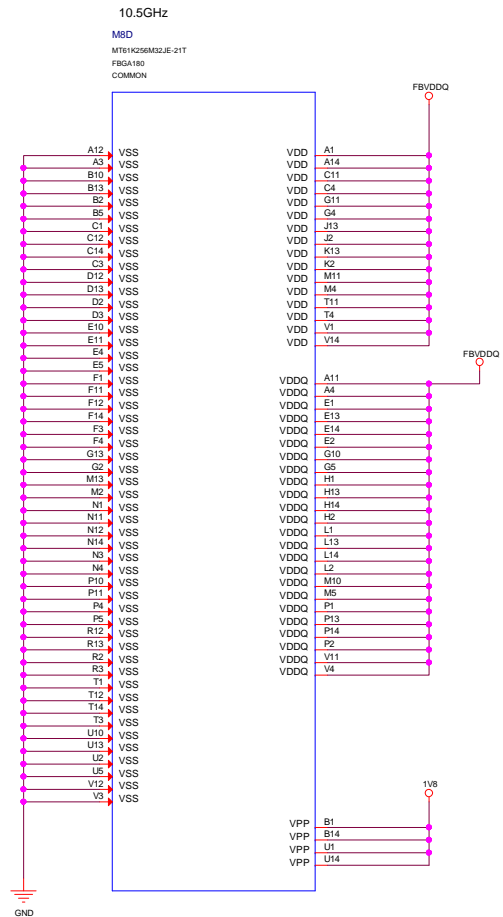 10.5GHz
M8D
MT61K256M32JE-21T
FBGA180
COMMON
FBVDDQ
A12 VSS VDD A1
A3 VSS VDD A14
B10 VSS VDD C11
B13 VSS VDD C4
B2 VSS VDD G11
B5 VSS VDD G4
C1 VSS VDD J13
C12 VSS VDD J2
C14 VSS VDD K13
C3 VSS VDD K2
D12 VSS VDD M11
D13 VSS VDD M4
D2 VSS VDD T11
D3 VSS VDD T4
E10 VSS VDD V1
E11 VSS VDD V14
E4 VSS
FBVDDQ
E5 VSS
F1 VSS VDDQ A11
F11 VSS VDDQ A4
F12 VSS VDDQ E1
F14 VSS VDDQ E13
F3 VSS VDDQ E14
F4 VSS VDDQ E2
G13 VSS VDDQ G10
G2 VSS VDDQ G5
M13 VSS VDDQ H1
M2 VSS VDDQ H13
N1 VSS VDDQ H14
N11 VSS VDDQ H2
N12 VSS VDDQ L1
N14 VSS VDDQ L13
N3 VSS VDDQ L14
N4 VSS VDDQ L2
P10 VSS VDDQ M10
P11 VSS VDDQ M5
P4 VSS VDDQ P1
P5 VSS VDDQ P13
R12 VSS VDDQ P14
R13 VSS VDDQ P2
R2 VSS VDDQ V11
R3 VSS VDDQ V4
T1 VSS
T12 VSS
T14 VSS
T3 VSS
U10 VSS
U13 VSS
U2 VSS
U5 VSS
1V8
V12 VSS
V3 VSS
VPP B1
VPP B14
VPP U1
VPP U14
GND